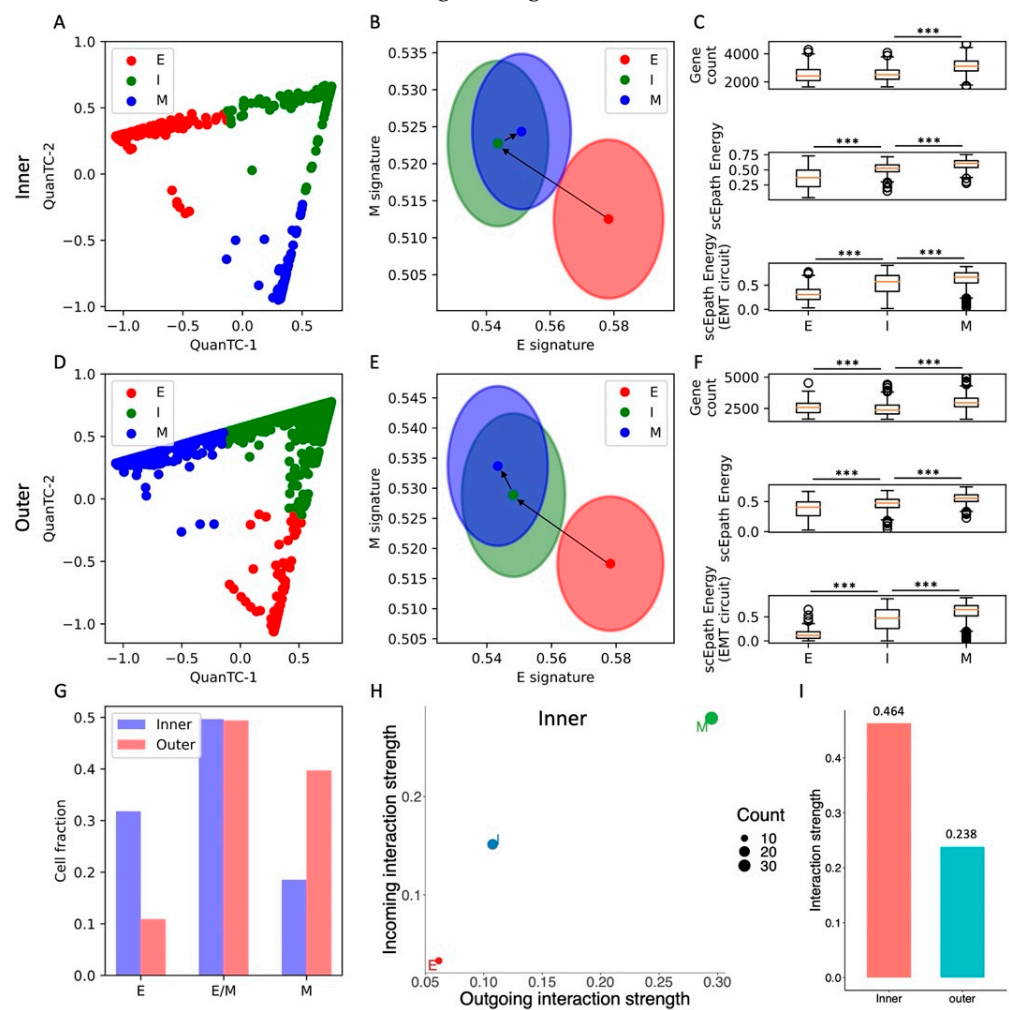 A
B
C
Inner
QuanTC-2
1.0
0.5
0.0
−0.5
−1.0
E
I
M
−1.0
−0.5
0.0
0.5
QuanTC-1
M signature
0.535
0.530
0.525
0.520
0.515
0.510
0.505
E
I
M
0.54
0.56
0.58
E signature
***
Gene
count
4000
2000
*** ***
scEpath Energy
0.75
0.50
0.25
*** ***
scEpath Energy
(EMT circuit)
0.5
0.0
E I M
D
E
F
Outer
QuanTC-2
1.0
0.5
0.0
−0.5
−1.0
E
I
M
−1.0
−0.5
0.0
0.5
QuanTC-1
M signature
0.545
0.540
0.535
0.530
0.525
0.520
0.515
0.510
0.505
E
I
M
0.54
0.56
0.58
E signature
*** ***
Gene
count
5000
2500
*** ***
scEpath Energy
0.5
0.0
*** ***
scEpath Energy
(EMT circuit)
0.5
0.0
E I M
G
H
I
Cell fraction
0.5
0.4
0.3
0.2
0.1
0.0
Inner
Outer
E E/M M
Inner
Incoming interaction strength
0.2
0.1
M
I
E
0.05 0.10 0.15 0.20 0.25 0.30
Outgoing interaction strength
Count
10
20
30
Interaction strength
0.4
0.3
0.2
0.1
0.0
0.464
0.238
Inner outer